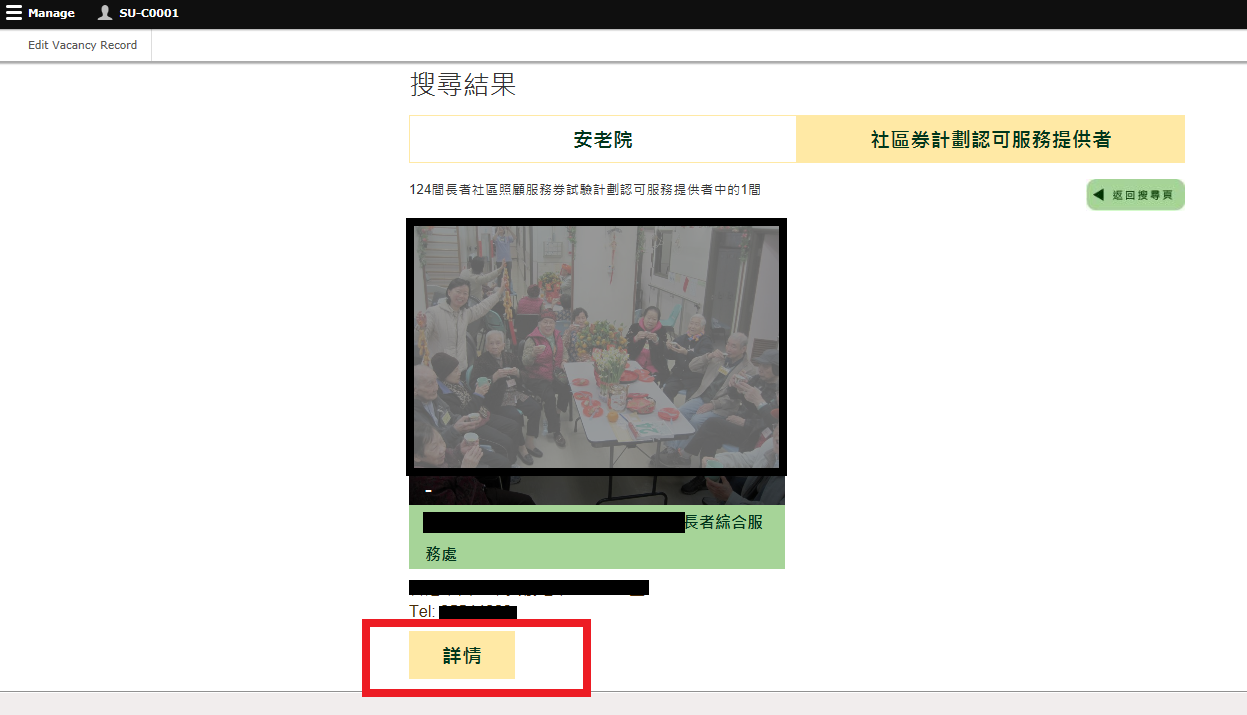 Manage SU-C0001
Edit Vacancy Record
搜尋結果
安老院 社區券計劃認可服務提供者
124間長者社區照顧服務券試驗計劃認可服務提供者中的1間
返回搜尋頁
-
長者綜合服
務處
Tel:
詳情